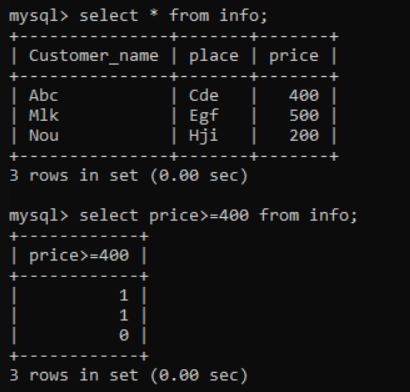 mysql> select * from info;
+---------------+-------+-------+
| Customer_name | place | price |
+---------------+-------+-------+
| Abc           | Cde   |   400 |
| Mlk           | Egf   |   500 |
| Nou           | Hji   |   200 |
+---------------+-------+-------+
3 rows in set (0.00 sec)

mysql> select price>=400 from info;
+------------+
| price>=400 |
+------------+
|          1 |
|          1 |
|          0 |
+------------+
3 rows in set (0.00 sec)